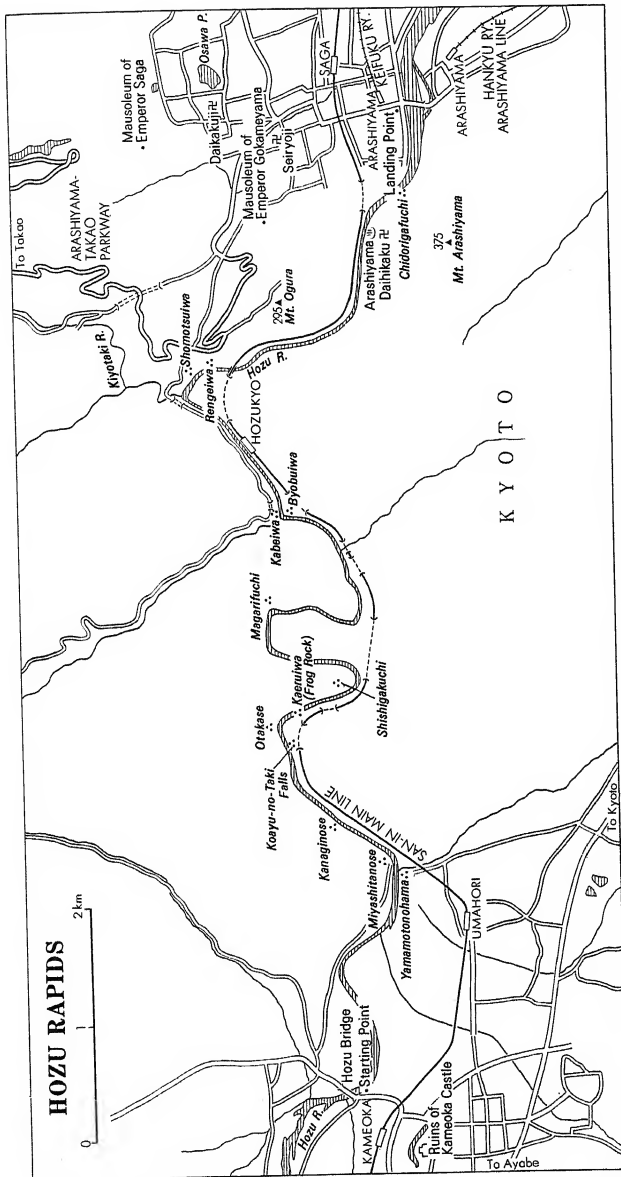 HOZU RAPIDS
0 1 2 km
Mausoleum of
Emperor Saga
Osawa P.
Daikakuji
Mausoleum of
Emperor Gokameyama
Seiryoji
SAGA
ARASHIYAMA
KEIFUKU RY.
Landing Point
ARASHIYAMA
HANKYU RY.
ARASHIYAMA LINE
To Takao
ARASHIYAMA-
TAKAO
PARKWAY
Kiyotaki R.
Shomotsuiwa
Rengeiwa
295
Mt. Ogura
Hozu R.
Arashiyama
Daihikaku
Chidorigafuchi
375
Mt. Arashiyama
HOZUKYO
Byobuiwa
Kabeiwa
KYOTO
Magarifuchi
Kaeruiwa
(Frog Rock)
Shishigakuchi
Otakase
Koayu-no-Taki
Falls
Kanaginose
Miyashitanose
Yamamotonohama
SAN-IN MAIN LINE
To Kyoto
UMAHORI
Hozu Bridge
Starting Point
Hozu R.
KAMEOKA
Ruins of
Kameoka Castle
To Ayabe